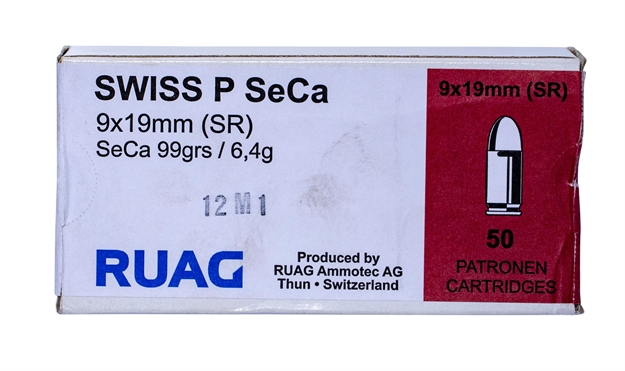 SWISS P SeCa
9x19mm (SR)
SeCa 99grs / 6,4g
12 M 1
RUAG
Produced by
RUAG Ammotec AG
Thun • Switzerland
9x19mm (SR)
50
PATRONEN
CARTRIDGES